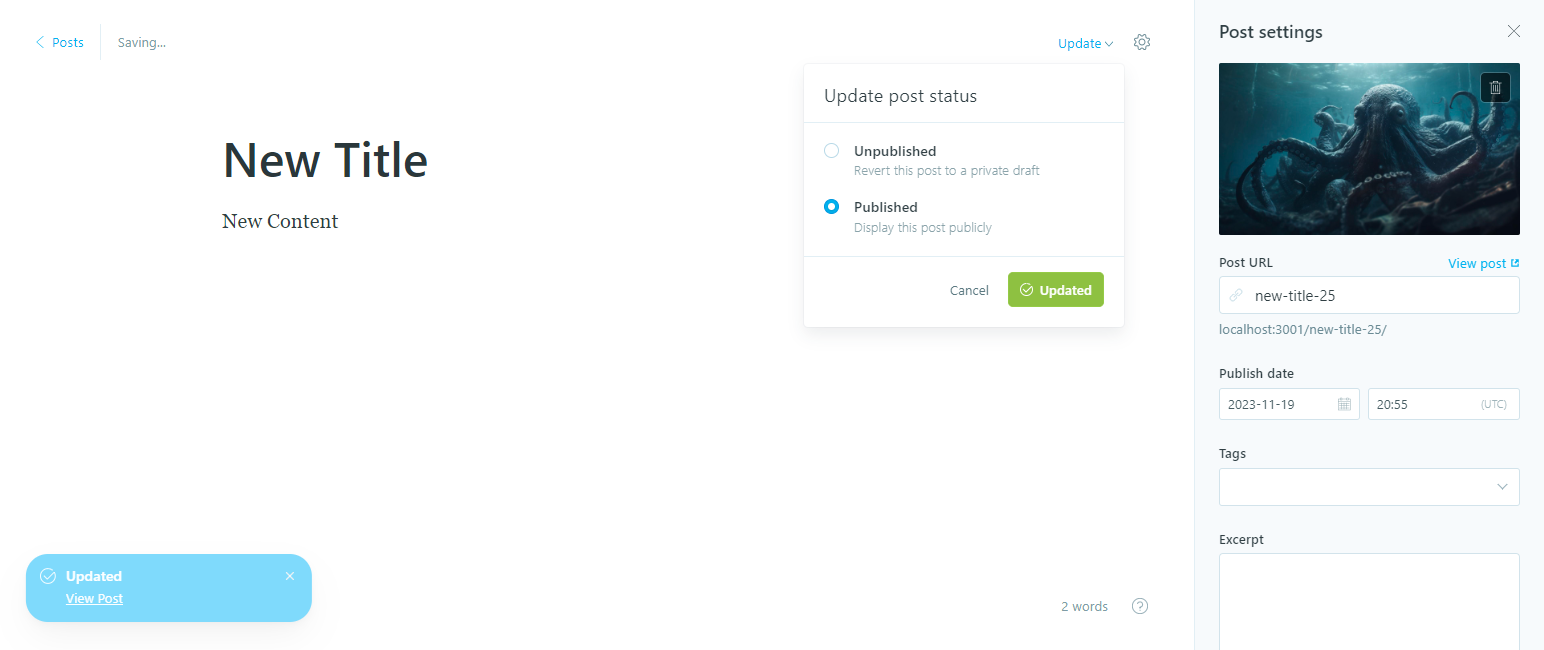 Posts
Saving...
Update
New Title
New Content
Update post status
Unpublished
Revert this post to a private draft
Published
Display this post publicly
Cancel
Updated
Updated
View Post
2 words
?
Post settings
Post URL
View post
new-title-25
localhost:3001/new-title-25/
Publish date
2023-11-19
20:55
(UTC)
Tags
Excerpt